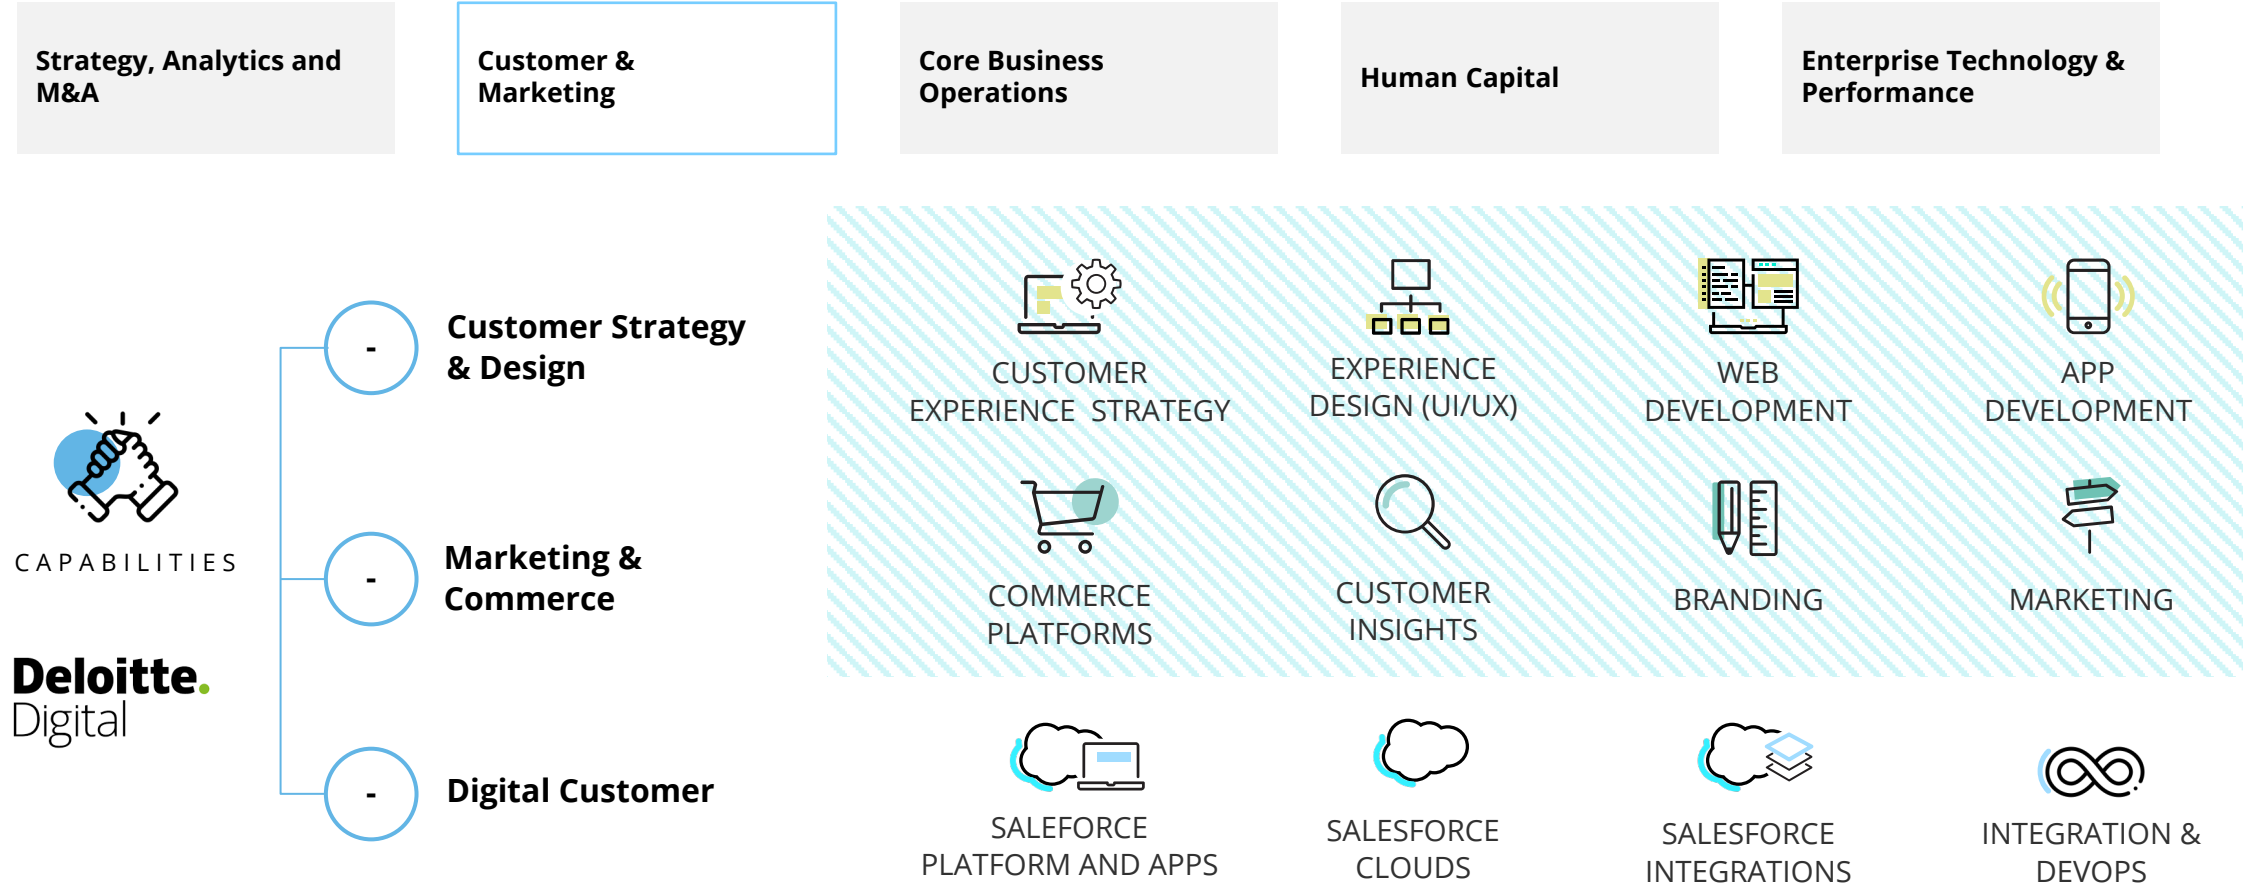 Strategy, Analytics and
M&A
Customer &
Marketing
Core Business
Operations
Human Capital
Enterprise Technology &
Performance
CAPABILITIES
Deloitte.
Digital
-
Customer Strategy
& Design
CUSTOMER
EXPERIENCE STRATEGY
EXPERIENCE
DESIGN (UI/UX)
WEB
DEVELOPMENT
APP
DEVELOPMENT
-
Marketing &
Commerce
COMMERCE
PLATFORMS
CUSTOMER
INSIGHTS
BRANDING
MARKETING
-
Digital Customer
SALEFORCE
PLATFORM AND APPS
SALESFORCE
CLOUDS
SALESFORCE
INTEGRATIONS
INTEGRATION &
DEVOPS